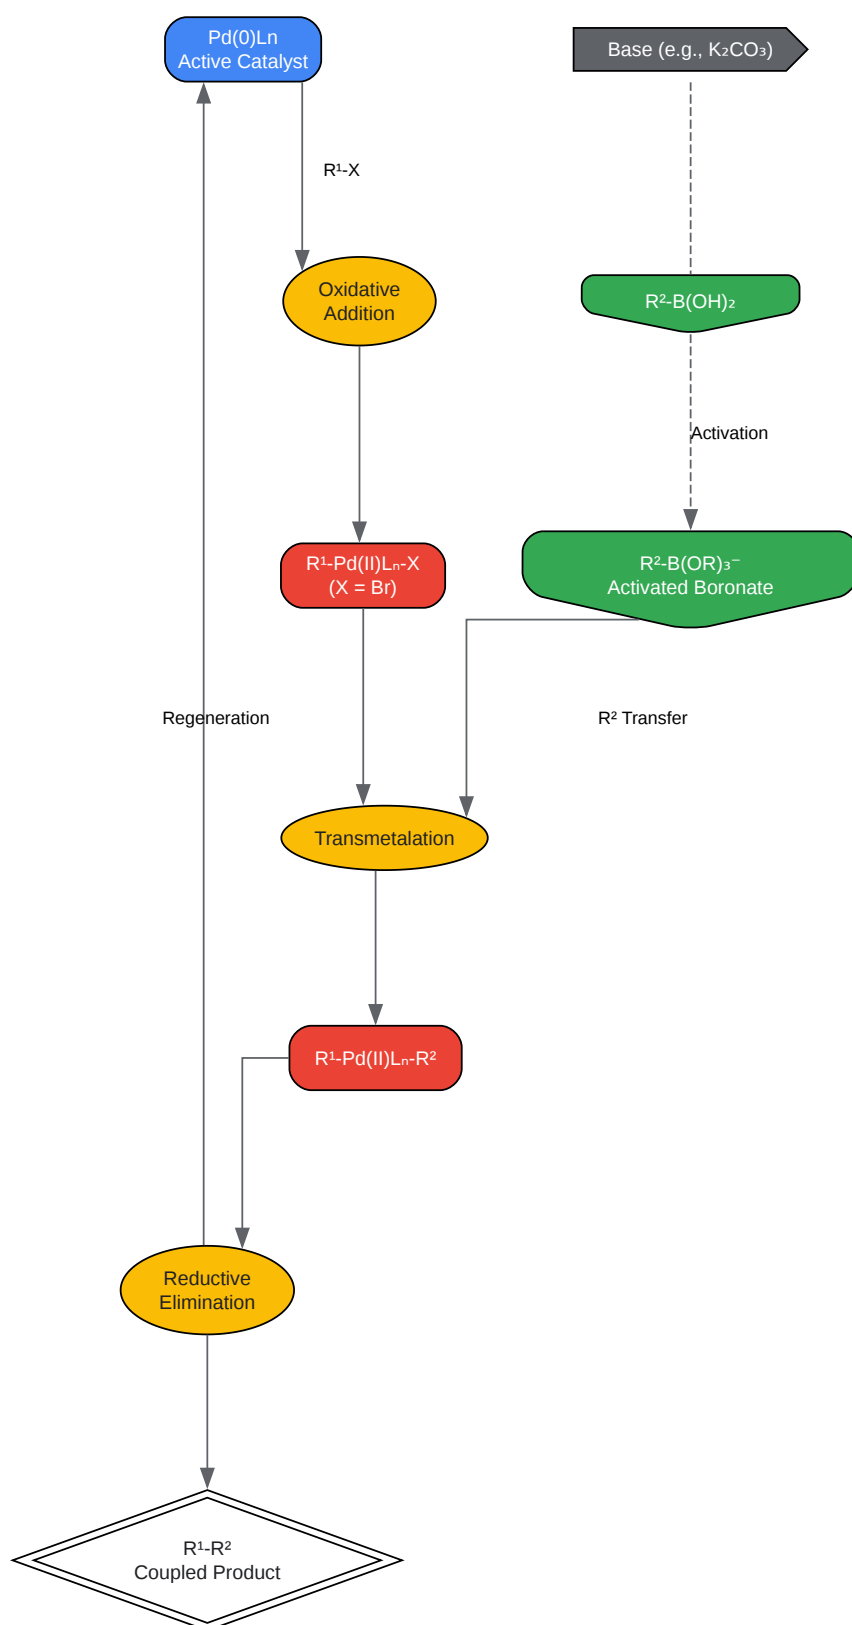 Pd(0)Ln
Active Catalyst
Base (e.g., K₂CO₃)
R¹-X
Oxidative
Addition
R²-B(OH)₂
Activation
R¹-Pd(II)Lₙ-X
(X = Br)
R²-B(OR)₃⁻
Activated Boronate
Regeneration
R² Transfer
Transmetalation
R¹-Pd(II)Lₙ-R²
Reductive
Elimination
R¹-R²
Coupled Product